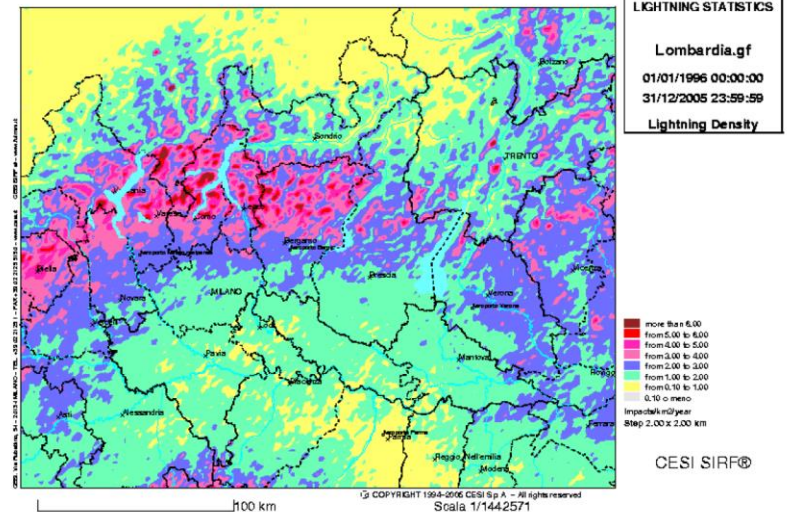 LIGHTNING STATISTICS
Lombardia.gf
01/01/1996 00:00:00
31/12/2005 23:59:59
Lightning Density
Bolzano
Sondrio
TRENTO
Varese
Como
Bergamo
Biella
Brescia
Novara
MILANO
Verona
Lodi
Pavia
Mantova
Piacenza
Asti
Alessandria
Parma
Reggio Nell'emilia
Modena
Ferrara
more than 6.00
from 5.00 to 6.00
from 4.00 to 5.00
from 3.00 to 4.00
from 2.00 to 3.00
from 1.00 to 2.00
from 0.10 to 1.00
0.10 o meno
Impacts/km2/year
Step 2.00 x 2.00 km
CESI SIRF®
100 km
© COPYRIGHT 1994-2006 CESI S.p.A. - All rights reserved
Scala 1/1442571